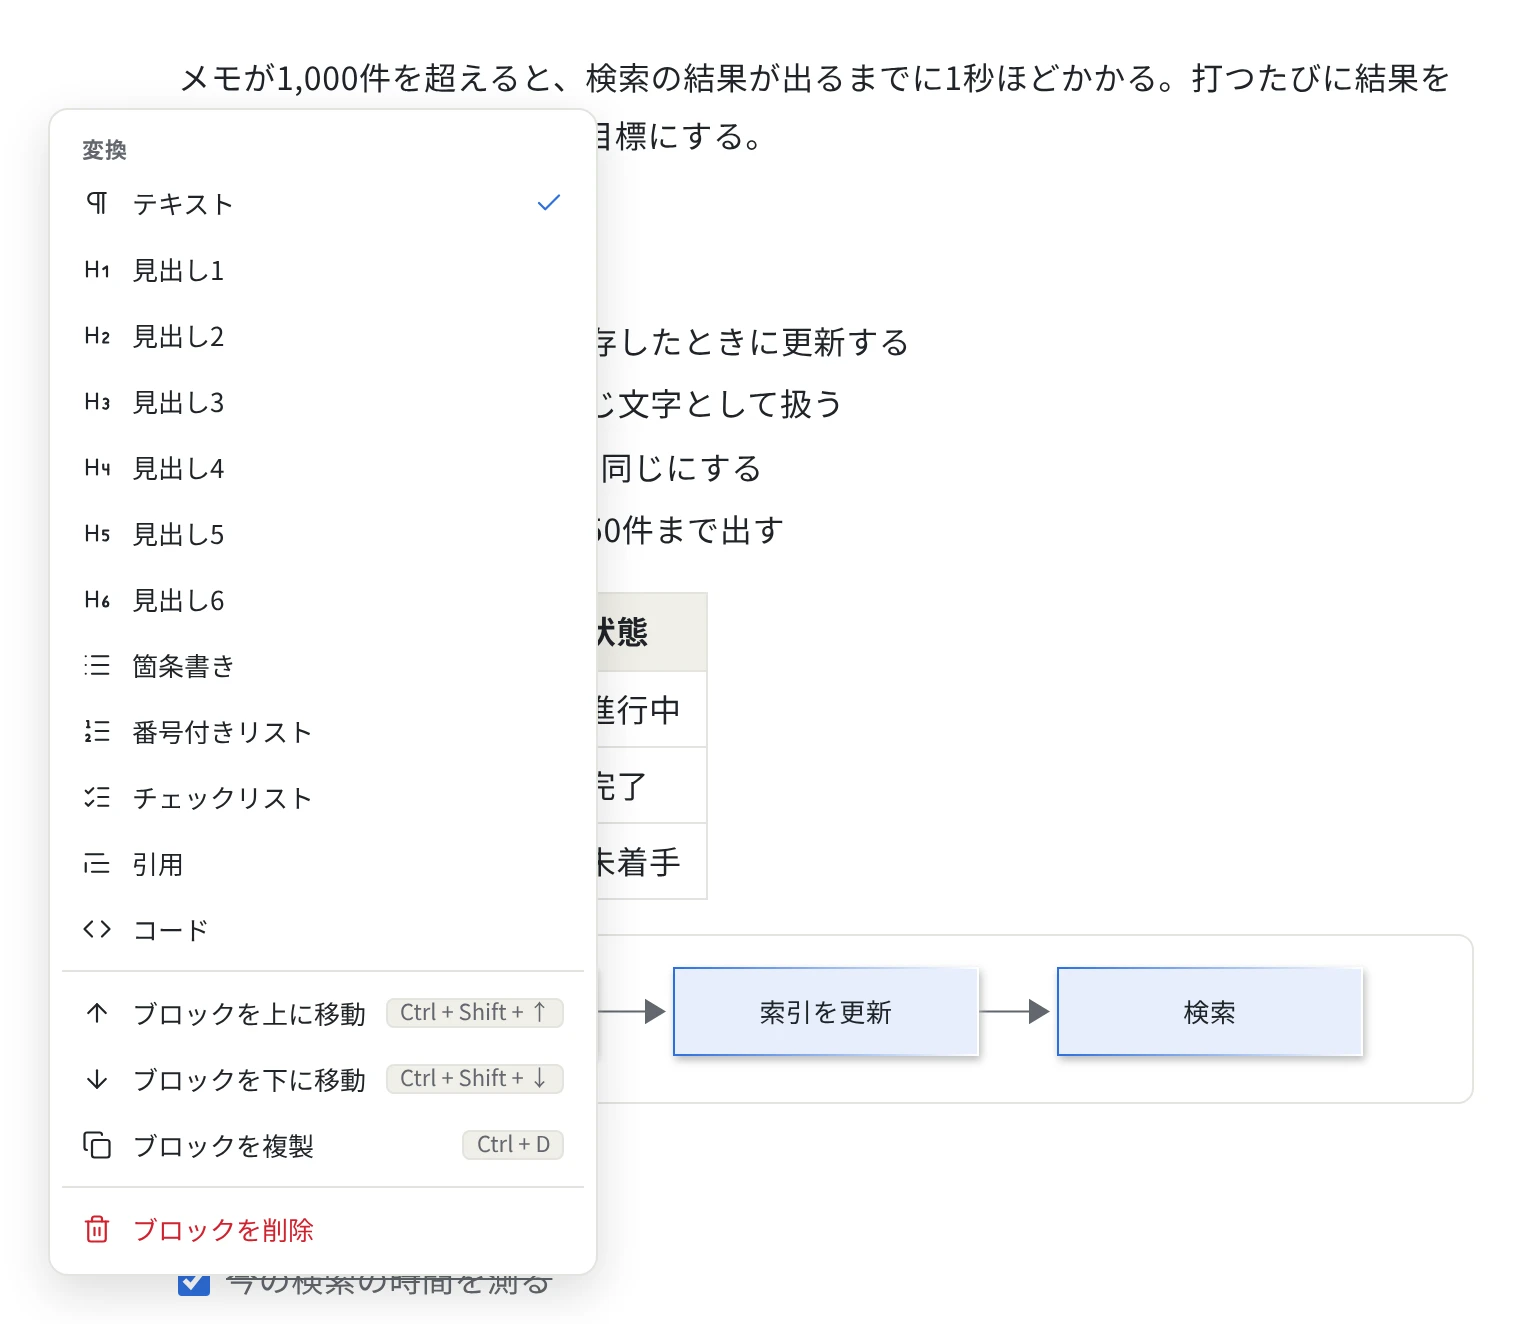 メモが1,000件を超えると、検索の結果が出るまでに1秒ほどかかる。打つたびに結果を
目標にする。
変換
テキスト
H1 見出し1
H2 見出し2
H3 見出し3
H4 見出し4
H5 見出し5
H6 見出し6
箇条書き
番号付きリスト
チェックリスト
引用
コード
ブロックを上に移動 Ctrl + Shift + ↑
ブロックを下に移動 Ctrl + Shift + ↓
ブロックを複製 Ctrl + D
ブロックを削除
存したときに更新する
じ文字として扱う
同じにする
50件まで出す
状態
進行中
完了
未着手
索引を更新
検索
今の検索の時間を測る